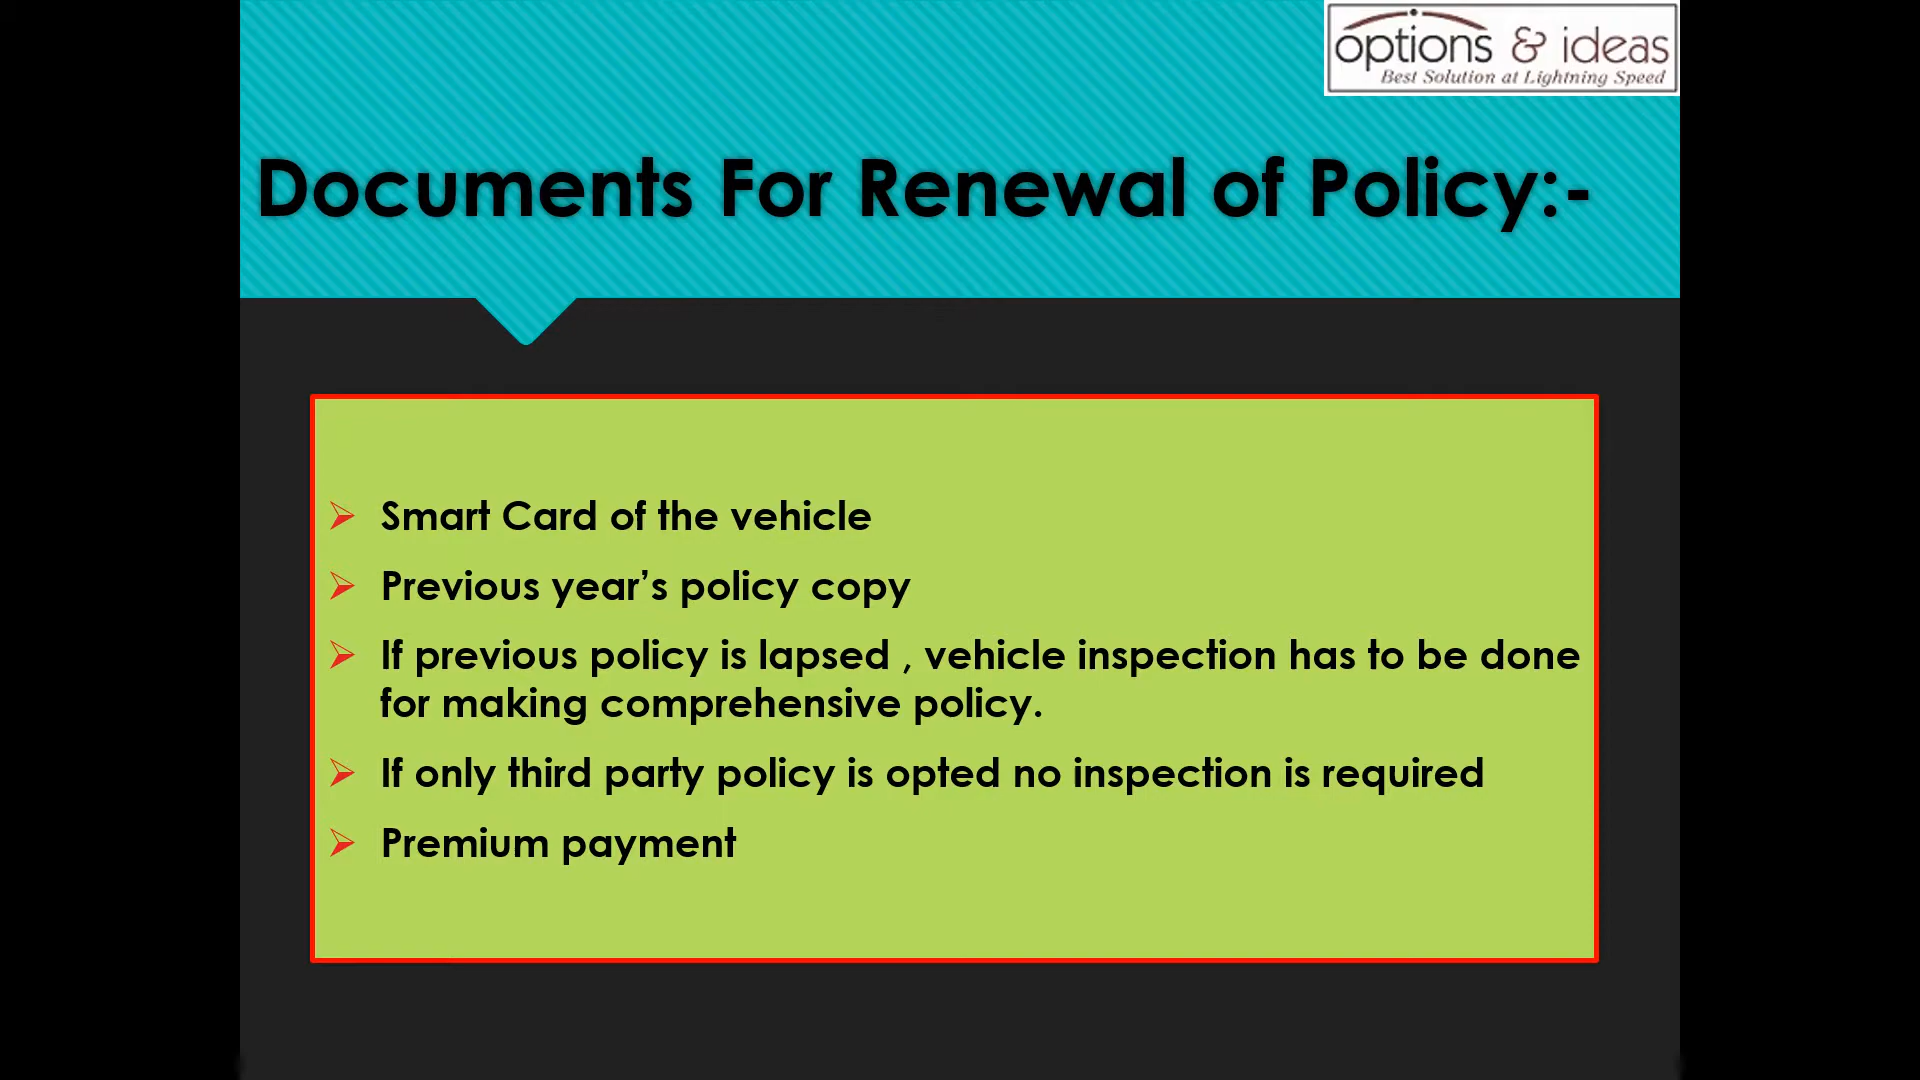 options & ideas
Best Solution at Lightning Speed
Documents For Renewal of Policy:-
Smart Card of the vehicle
Previous year’s policy copy
If previous policy is lapsed , vehicle inspection has to be done
for making comprehensive policy.
If only third party policy is opted no inspection is required
Premium payment